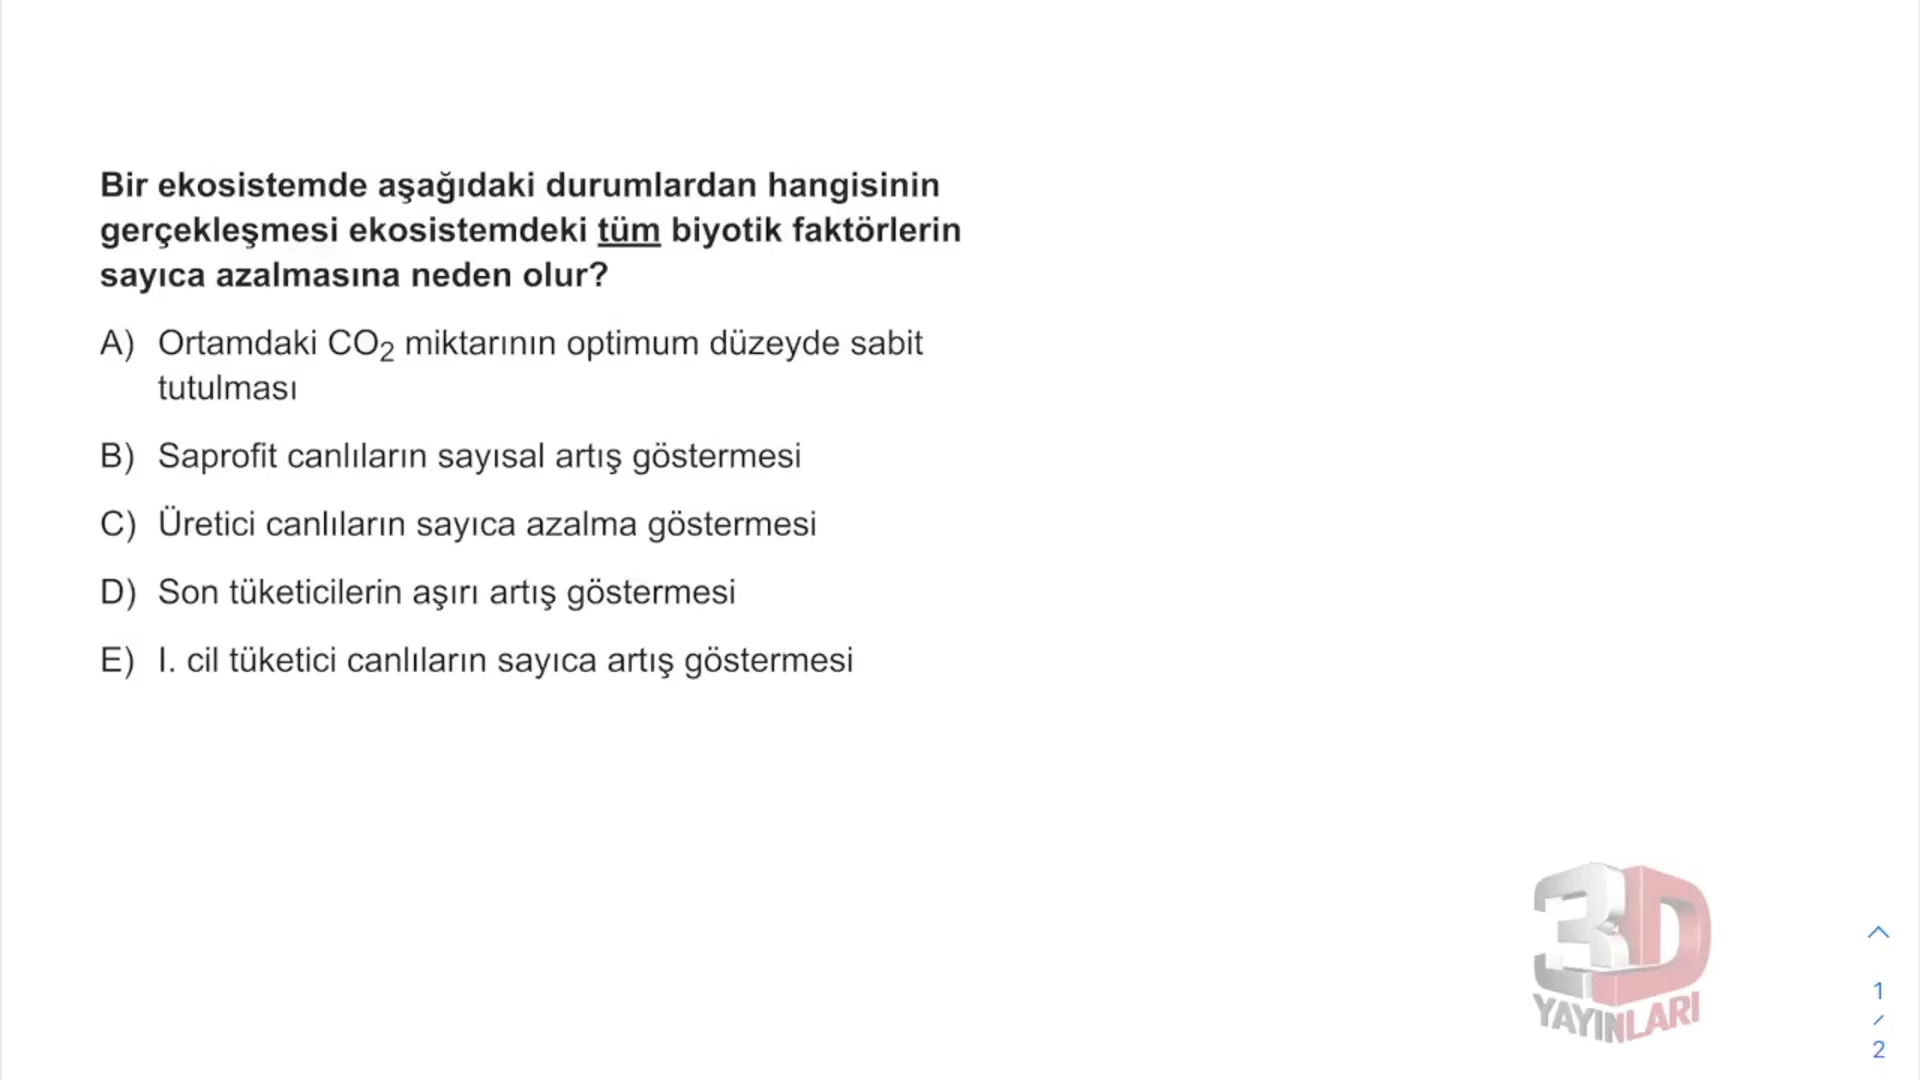 Bir ekosistemde aşağıdaki durumlardan hangisinin
gerçekleşmesi ekosistemdeki tüm biyotik faktörlerin
sayıca azalmasına neden olur?
A) Ortamdaki CO2 miktarının optimum düzeyde sabit
tutulması
B) Saprofit canlıların sayısal artış göstermesi
C) Üretici canlıların sayıca azalma göstermesi
D) Son tüketicilerin aşırı artış göstermesi
E) I. cil tüketici canlıların sayıca artış göstermesi
3D
YAYINLARI
1
/
2